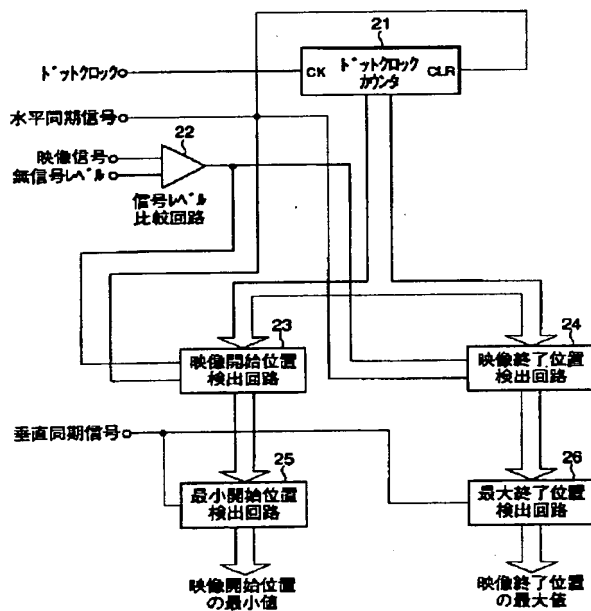 21
ドットクロック
CK
ドットクロック
カウンタ
CLR
水平同期信号
22
映像信号
無信号レベル
信号レベル
比較回路
23
映像開始位置
検出回路
24
映像終了位置
検出回路
垂直同期信号
25
最小開始位置
検出回路
26
最大終了位置
検出回路
映像開始位置
の最小値
映像終了位置
の最大値